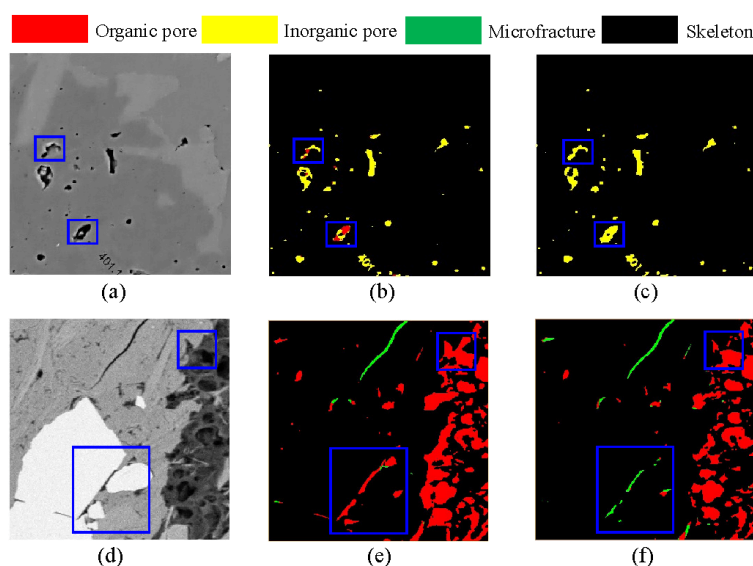 Organic pore Inorganic pore Microfracture Skeleton
(a) (b) (c)
(d) (e) (f)